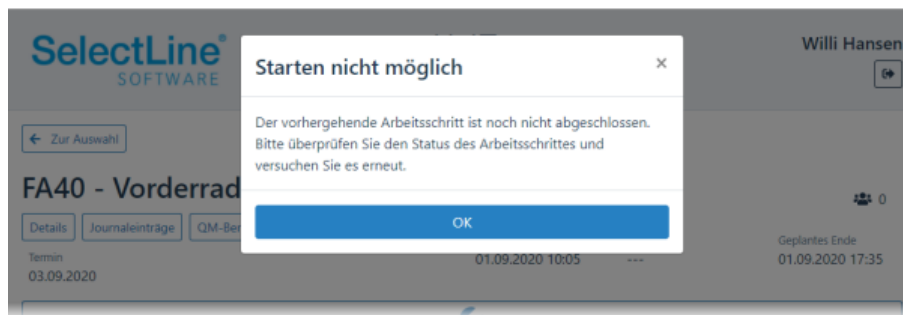 SelectLine®
SOFTWARE
Willi Hansen
Starten nicht möglich ×
Der vorhergehende Arbeitsschritt ist noch nicht abgeschlossen.
Bitte überprüfen Sie den Status des Arbeitsschrittes und
versuchen Sie es erneut.
OK
← Zur Auswahl
FA40 - Vorderrad
0
Details Journaleinträge QM-Ber
Termin
03.09.2020
01.09.2020 10:05 ---
Geplantes Ende
01.09.2020 17:35